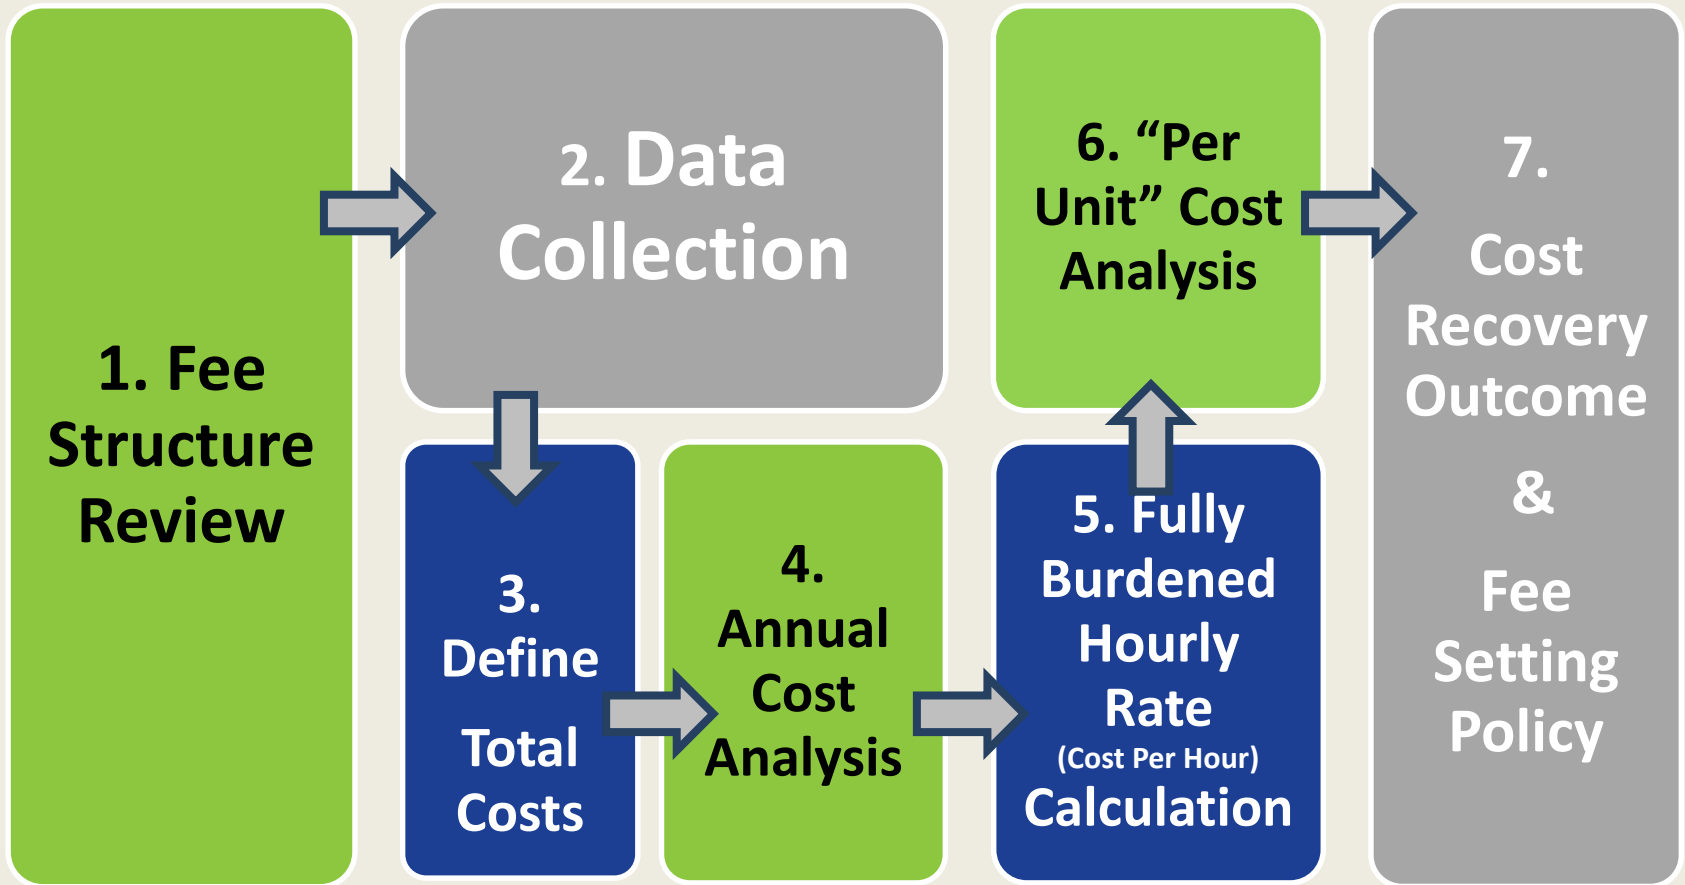 1. Fee
Structure
Review
2. Data
Collection
3.
Define
Total
Costs
4.
Annual
Cost
Analysis
5. Fully
Burdened
Hourly
Rate
(Cost Per Hour)
Calculation
6. “Per
Unit” Cost
Analysis
7.
Cost
Recovery
Outcome
&
Fee
Setting
Policy